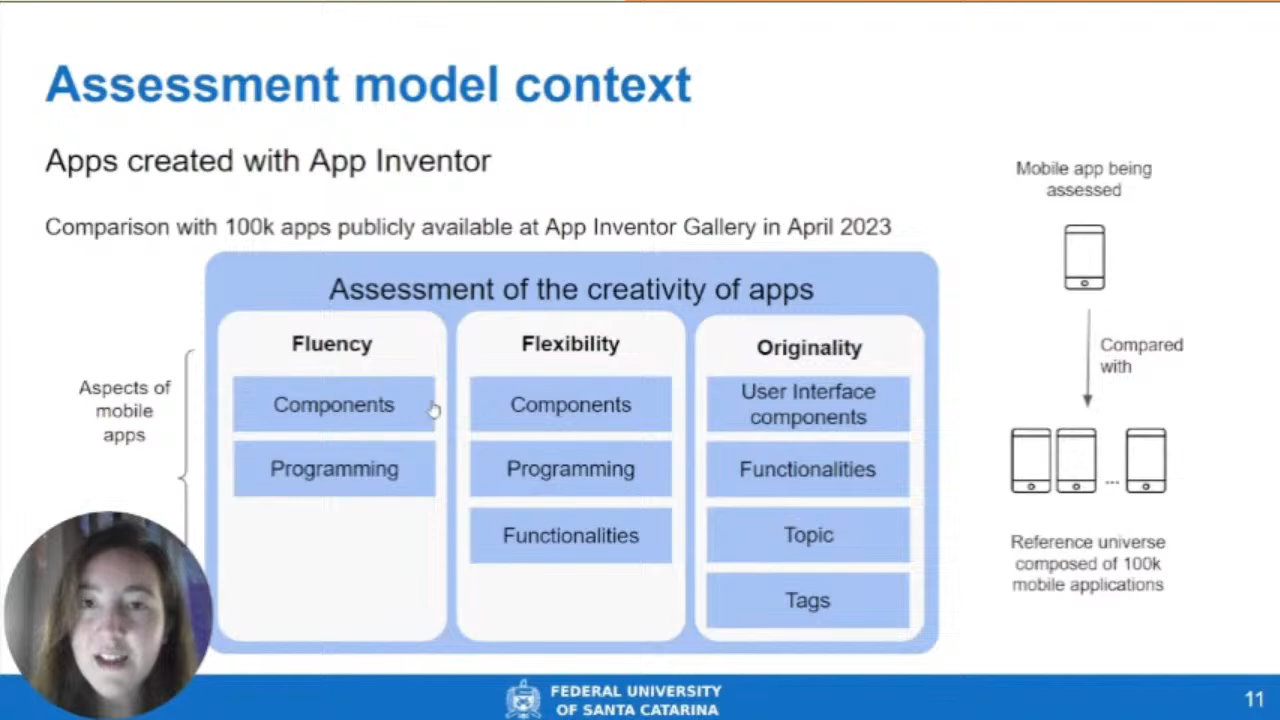 Assessment model context
Apps created with App Inventor
Comparison with 100k apps publicly available at App Inventor Gallery in April 2023
Assessment of the creativity of apps
Aspects of
mobile
apps
Fluency
Components
Programming
Flexibility
Components
Programming
Functionalities
Originality
User Interface
components
Functionalities
Topic
Tags
Mobile app being
assessed
Compared
with
...
Reference universe
composed of 100k
mobile applications
FEDERAL UNIVERSITY
OF SANTA CATARINA
11